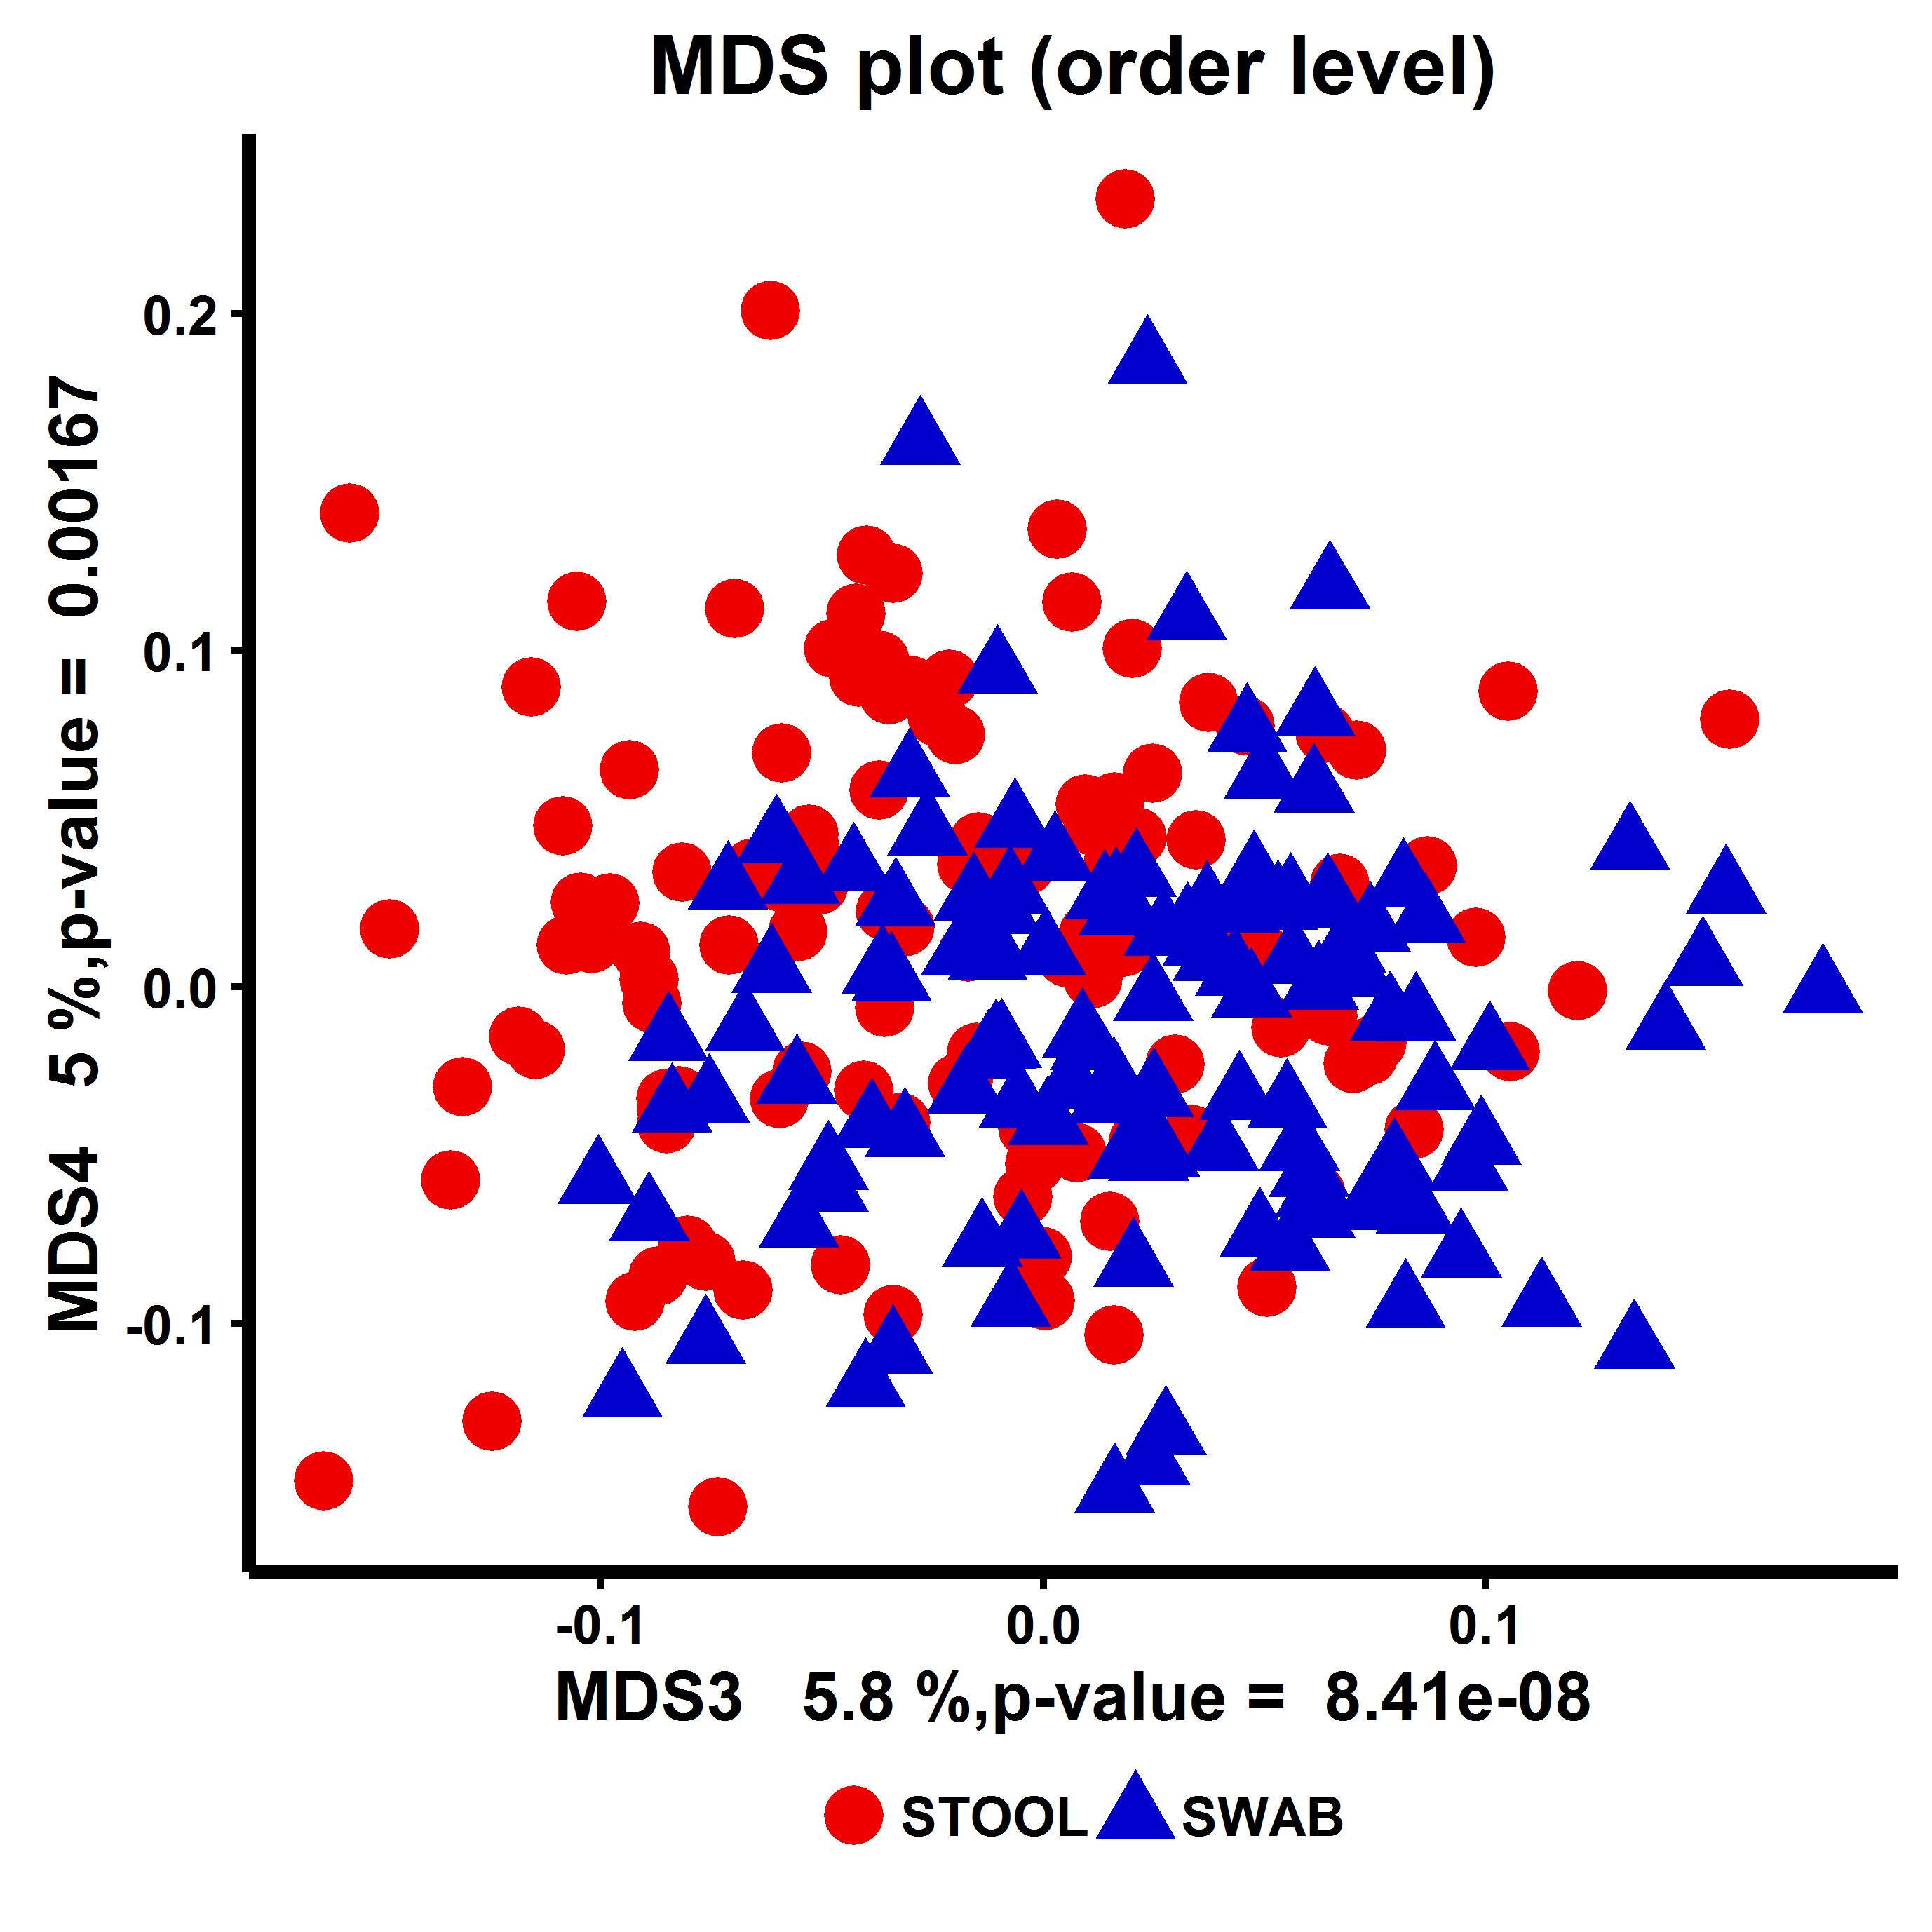 MDS plot (order level)
MDS4 5 %,p-value = 0.00167
0.2
0.1
0.0
-0.1
-0.1 0.0 0.1
MDS3 5.8 %,p-value = 8.41e-08
STOOL SWAB